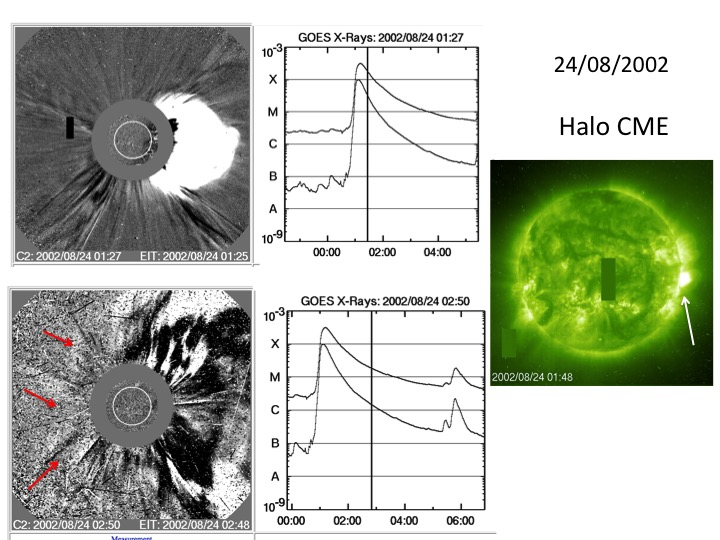 C2: 2002/08/24 01:27 EIT: 2002/08/24 01:25
GOES X-Rays: 2002/08/24 01:27
10-3
X
M
C
B
A
10-9
00:00 02:00 04:00
24/08/2002
Halo CME
2002/08/24 01:48
C2: 2002/08/24 02:50 EIT: 2002/08/24 02:48
GOES X-Rays: 2002/08/24 02:50
10-3
X
M
C
B
A
10-9
00:00 02:00 04:00 06:00
Measurement